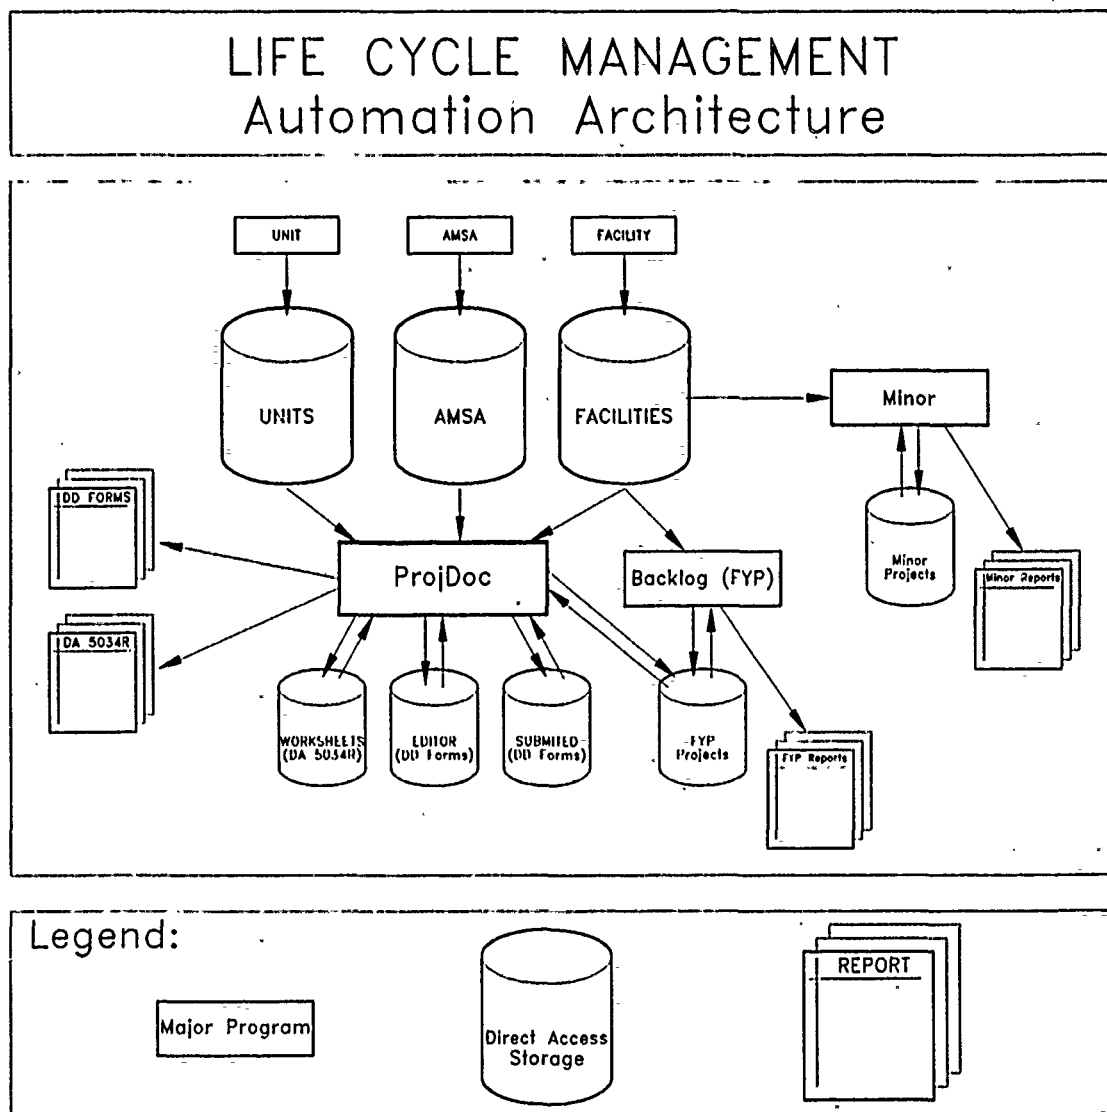 LIFE CYCLE MANAGEMENT
Automation Architecture
UNIT
AMSA
FACILITY
UNITS
AMSA
FACILITIES
Minor
DD FORMS
ProjDoc
Backlog (FYP)
Minor
Projects
Minor Reports
DA 5034R
WORKSHEETS
(DA 5034R)
EDITOR
(DD Forms)
SUBMITED
(DD Forms)
FYP
Projects
FYP Reports
Legend:
Major Program
Direct Access
Storage
REPORT